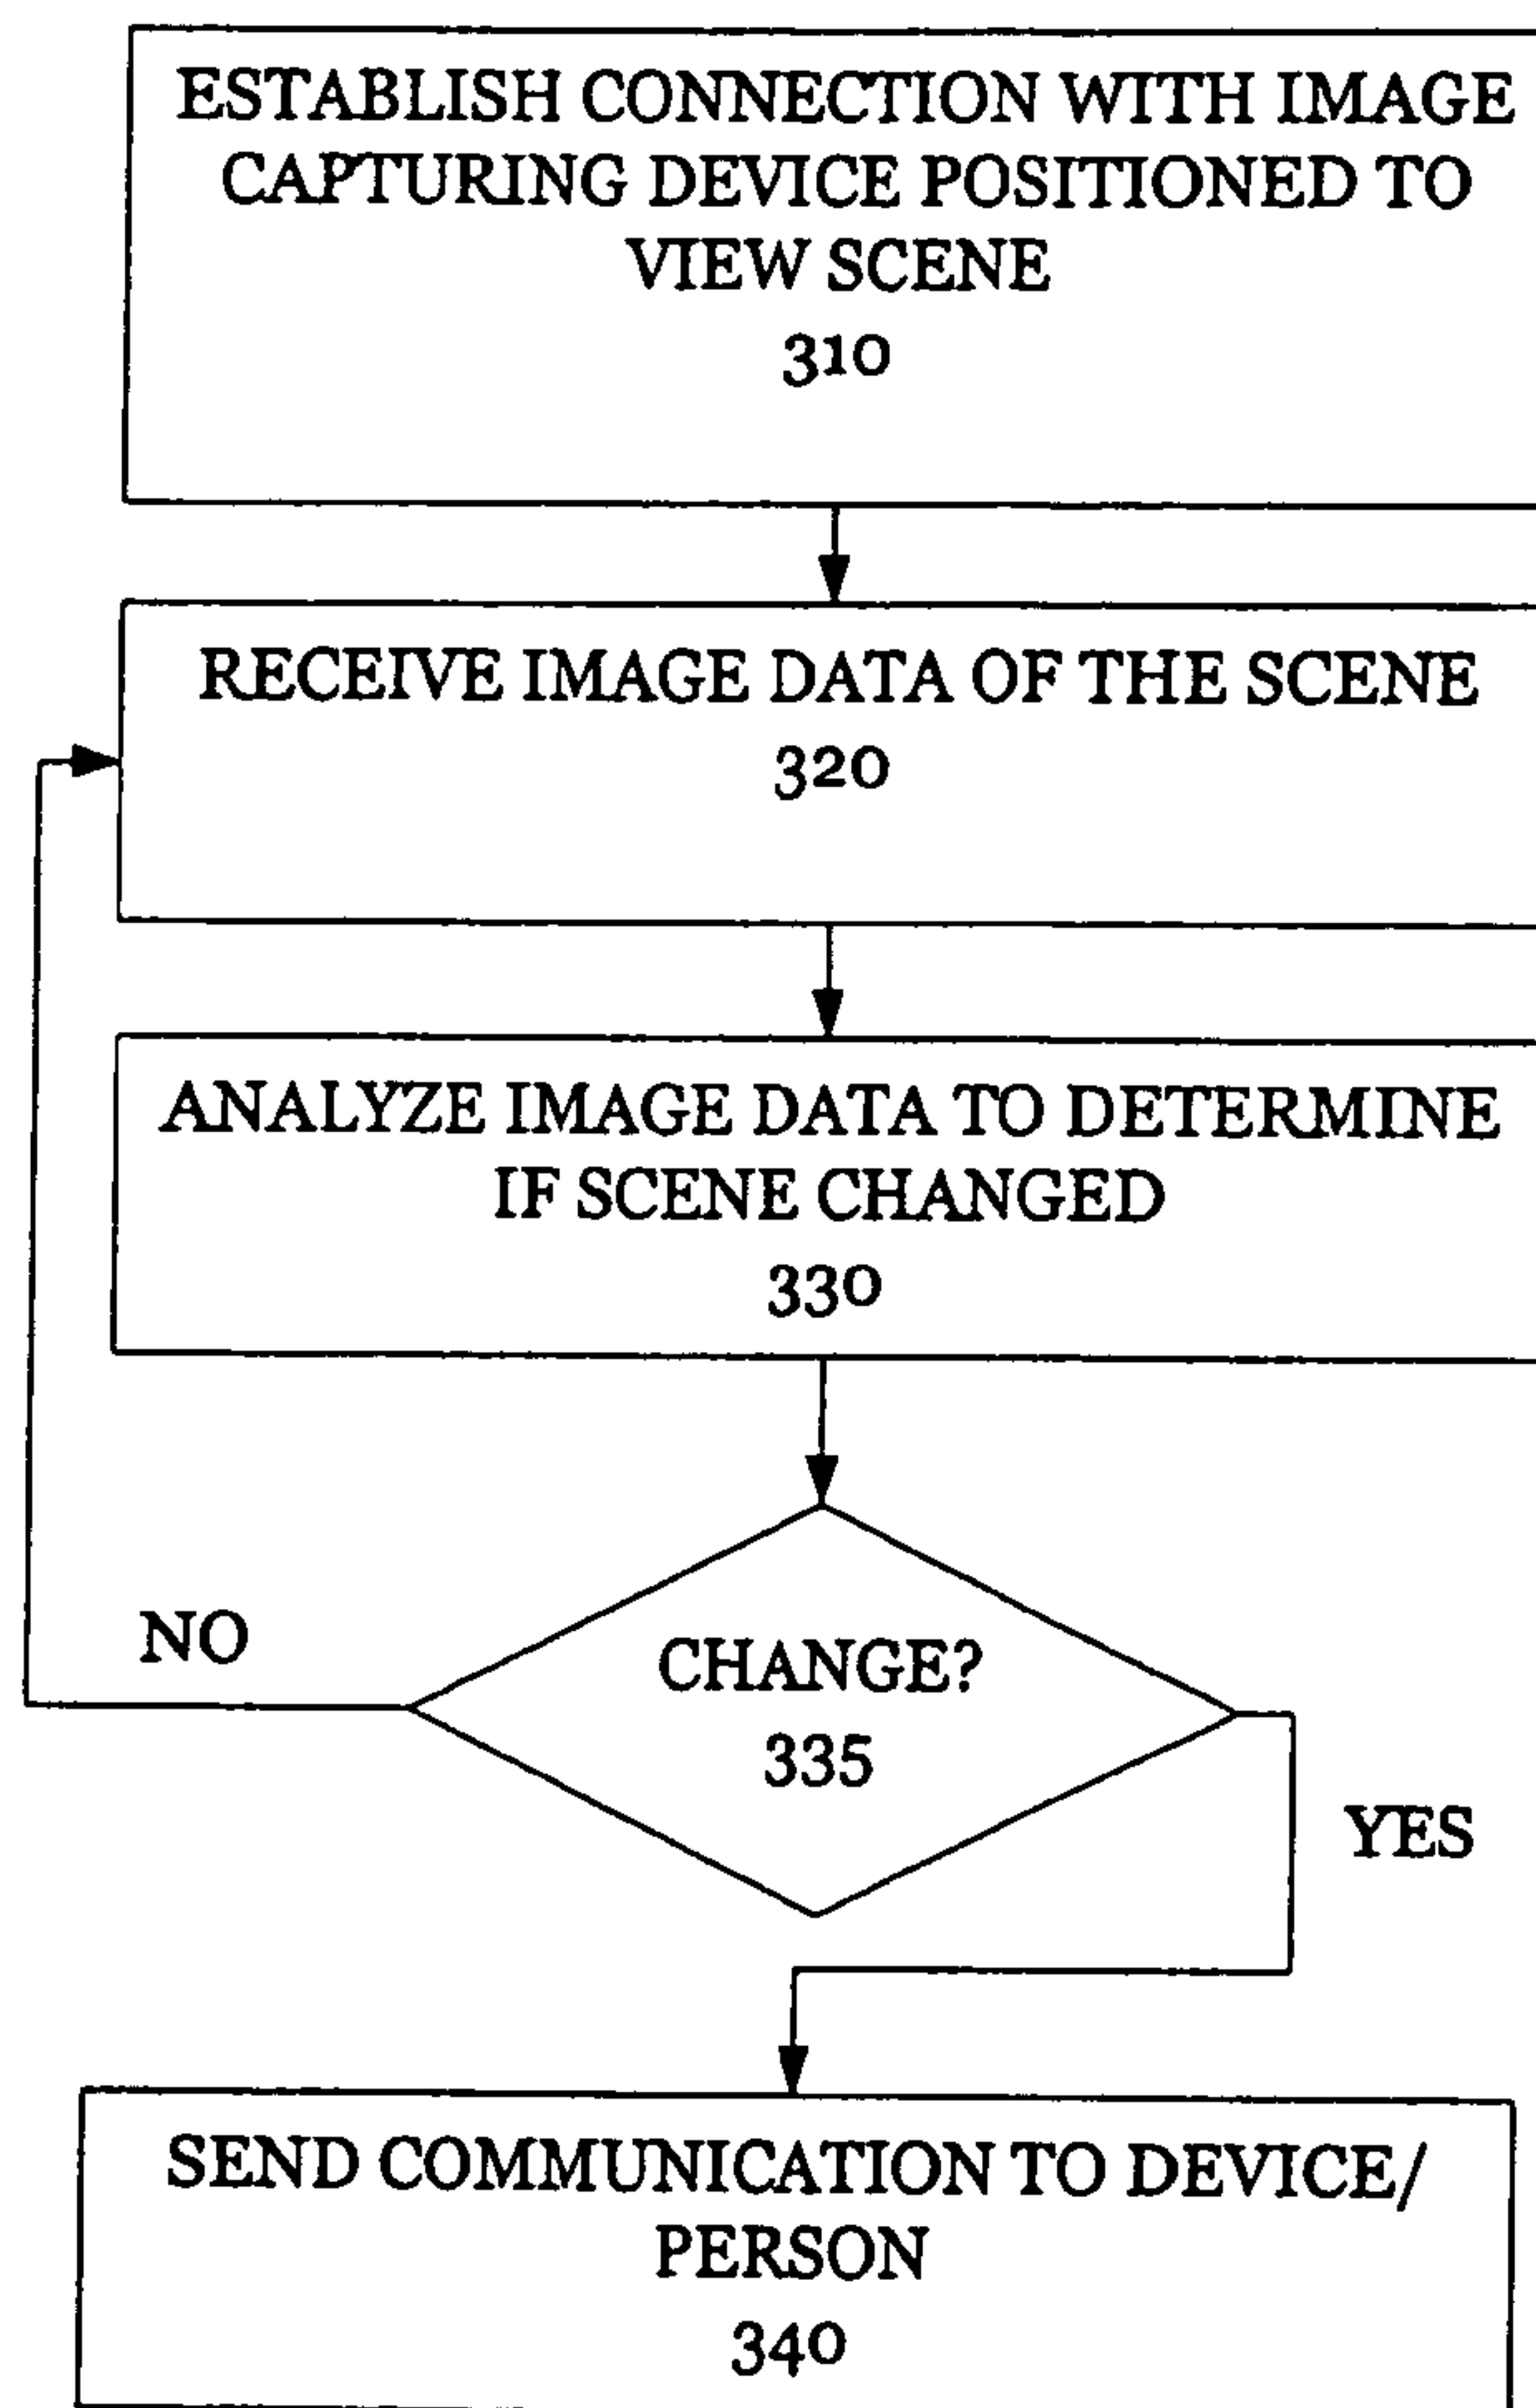 ESTABLISH CONNECTION WITH IMAGE
CAPTURING DEVICE POSITIONED TO
VIEW SCENE
310
RECEIVE IMAGE DATA OF THE SCENE
320
ANALYZE IMAGE DATA TO DETERMINE
IF SCENE CHANGED
330
NO
CHANGE?
335
YES
SEND COMMUNICATION TO DEVICE/
PERSON
340